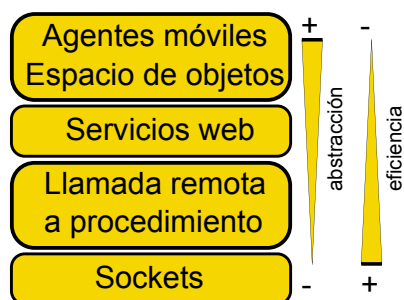 Agentes móviles
Espacio de objetos
Servicios web
Llamada remota
a procedimiento
Sockets
+
-
abstracción
eficiencia
-
+